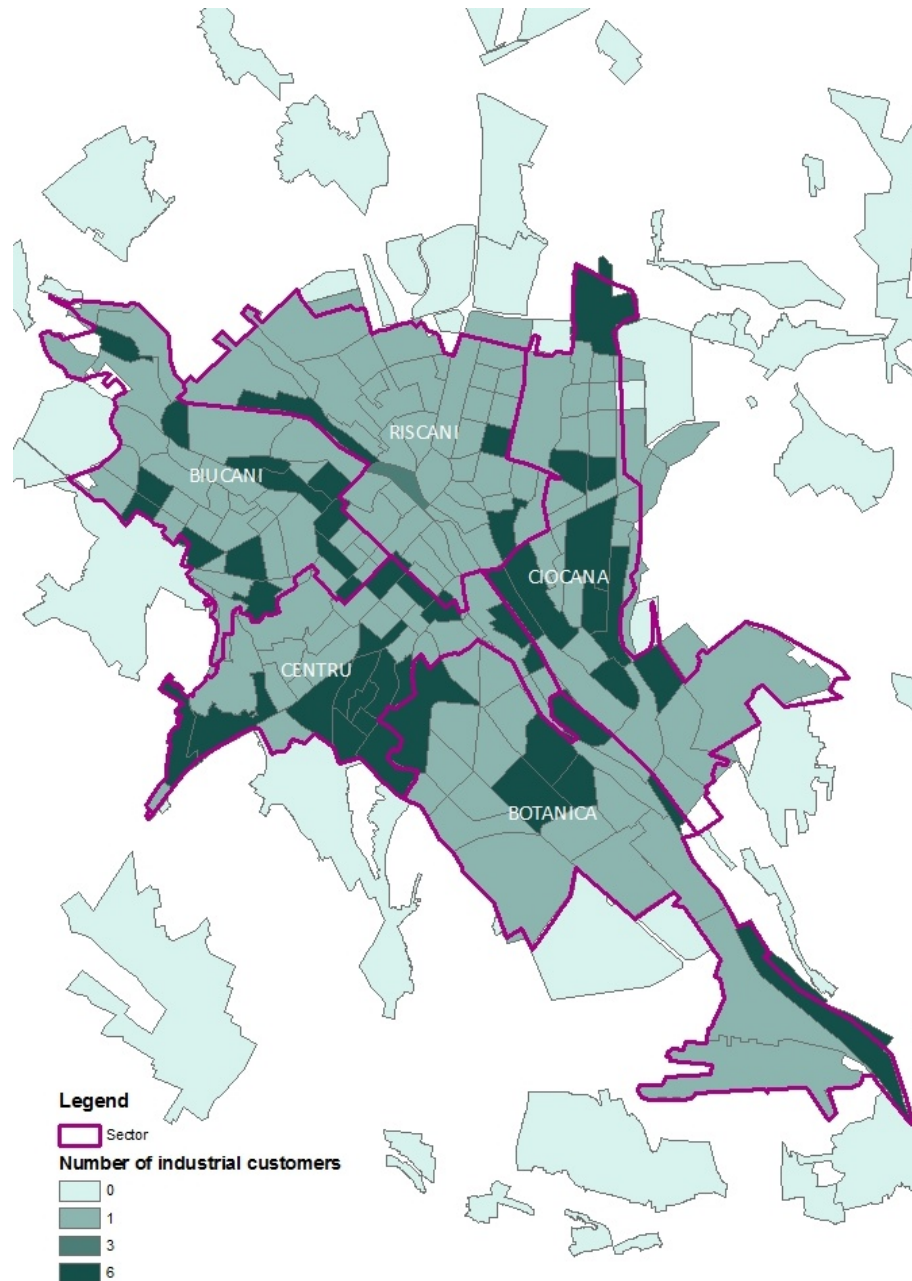 RISCANI
BIUCANI
CIOCANA
CENTRU
BOTANICA
Legend
Sector
Number of industrial customers
0
1
3
6